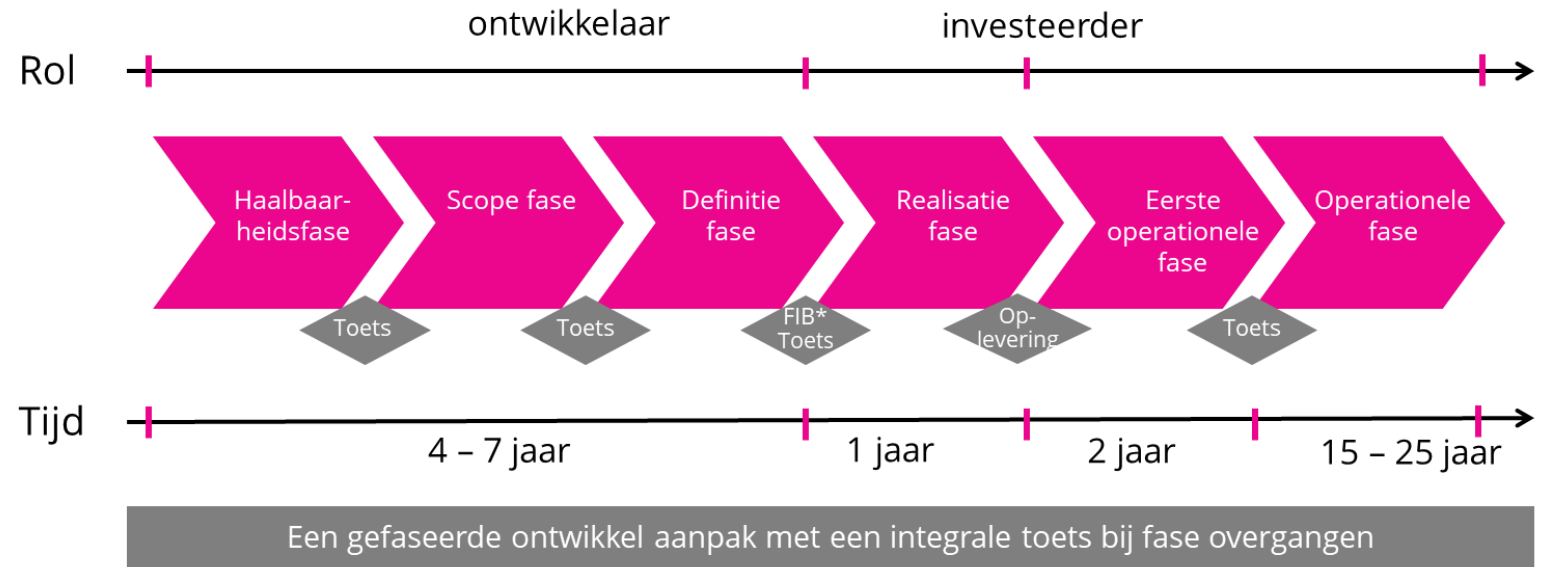 ontwikkelaar
investeerder
Rol
Haalbaar-
heidsfase
Scope fase
Definitie
fase
Realisatie
fase
Eerste
operationele
fase
Operationele
fase
Toets
Toets
FIB*
Toets
Op-
levering
Toets
Tijd
4 – 7 jaar
1 jaar
2 jaar
15 – 25 jaar
Een gefaseerde ontwikkel aanpak met een integrale toets bij fase overgangen